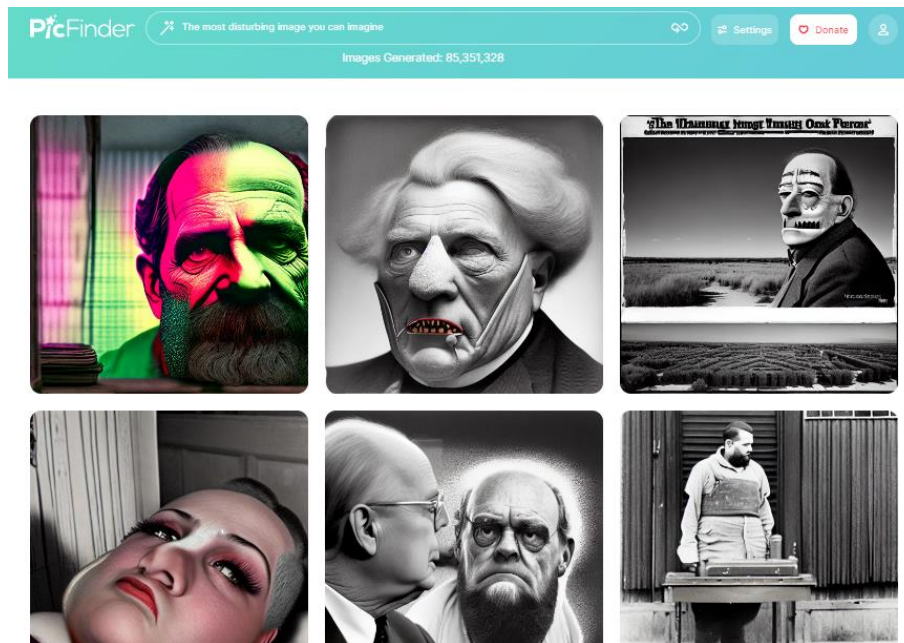 PicFinder
The most disturbing image you can imagine
Settings
Donate
Images Generated: 85,351,328